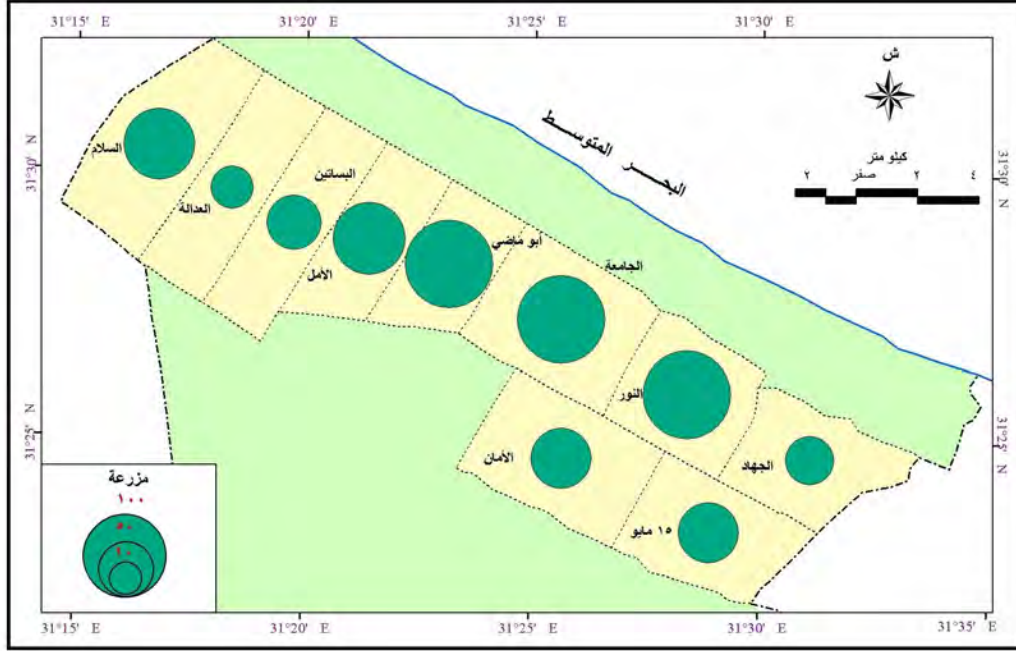 31°15' E 31°20' E 31°25' E 31°30' E
ش
البحر المتوسط
كيلو متر
٢ صفر ٢ ٤
31°30' N
31°30' N
السلام
البساتين
العدالة
أبو ماضي
الجامعة
الأمل
النور
31°25' N
31°25' N
الأمان
الجهاد
١٥ مايو
مزرعة
١٠٠
٥٠
31°15' E 31°20' E 31°25' E 31°30' E 31°35' E